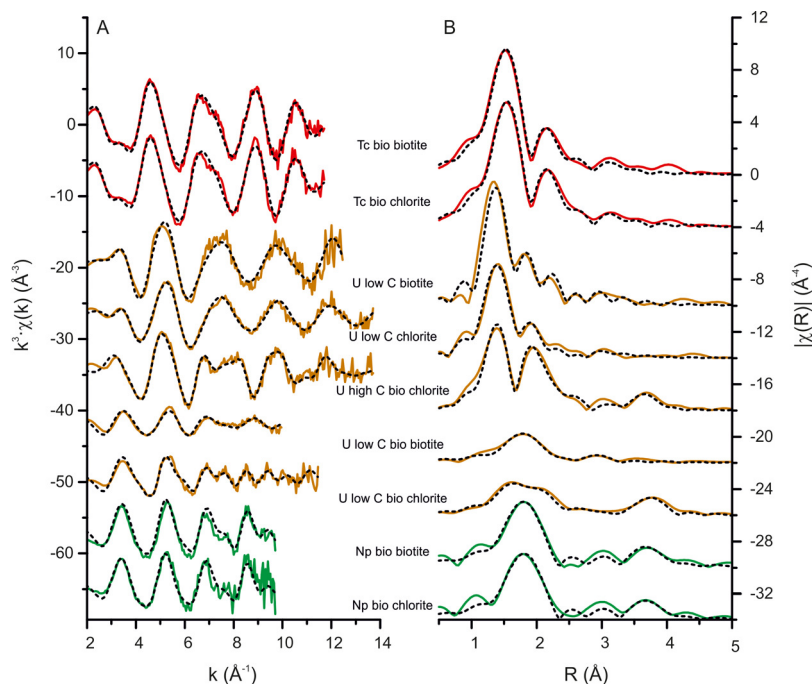 A
B
12
10
8
0
Tc bio biotite
4
0
-10
Tc bio chlorite
-4
-20
U low C biotite
-8
-30
U low C chlorite
-12
U high C bio chlorite
-16
-40
U low C bio biotite
-20
-50
U low C bio chlorite
-24
-60
Np bio biotite
-28
Np bio chlorite
-32
k³·χ(k) (Å⁻³)
|χ(R)| (Å⁻⁴)
2 4 6 8 10 12 14
1 2 3 4 5
k (Å⁻¹)
R (Å)